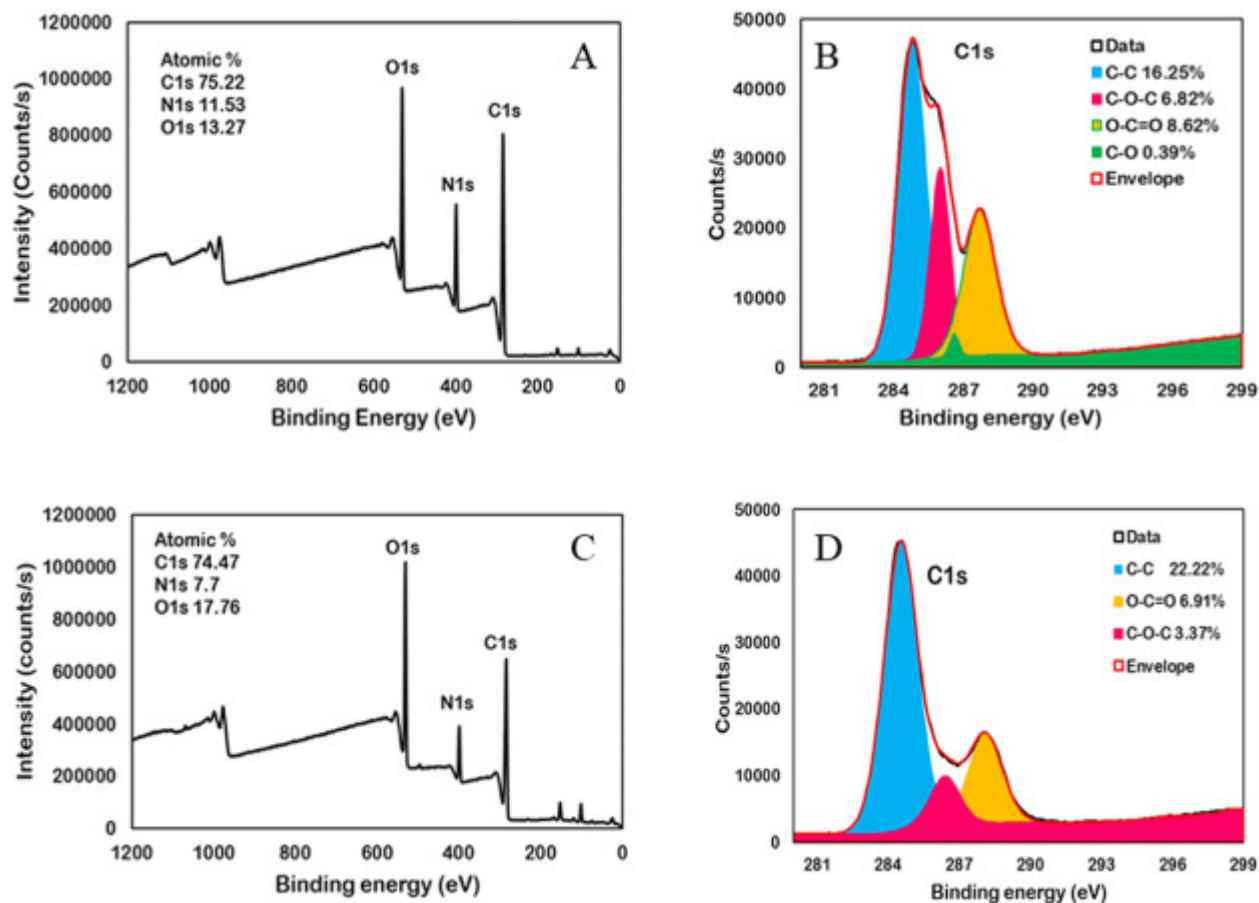 1200000
1000000
800000
600000
400000
200000
0
Intensity (Counts/s)
Atomic %
C1s 75.22
N1s 11.53
O1s 13.27
O1s
N1s
C1s
A
1200 1000 800 600 400 200 0
Binding Energy (eV)
50000
40000
30000
20000
10000
0
Counts/s
B
C1s
Data
C-C 16.25%
C-O-C 6.82%
O-C=O 8.62%
C-O 0.39%
Envelope
281 284 287 290 293 296 299
Binding energy (eV)
1200000
1000000
800000
600000
400000
200000
0
Intensity (counts/s)
Atomic %
C1s 74.47
N1s 7.7
O1s 17.76
O1s
N1s
C1s
C
1200 1000 800 600 400 200 0
Binding energy (eV)
50000
40000
30000
20000
10000
0
Counts/s
D
C1s
Data
C-C 22.22%
O-C=O 6.91%
C-O-C 3.37%
Envelope
281 284 287 290 293 296 299
Binding energy (eV)